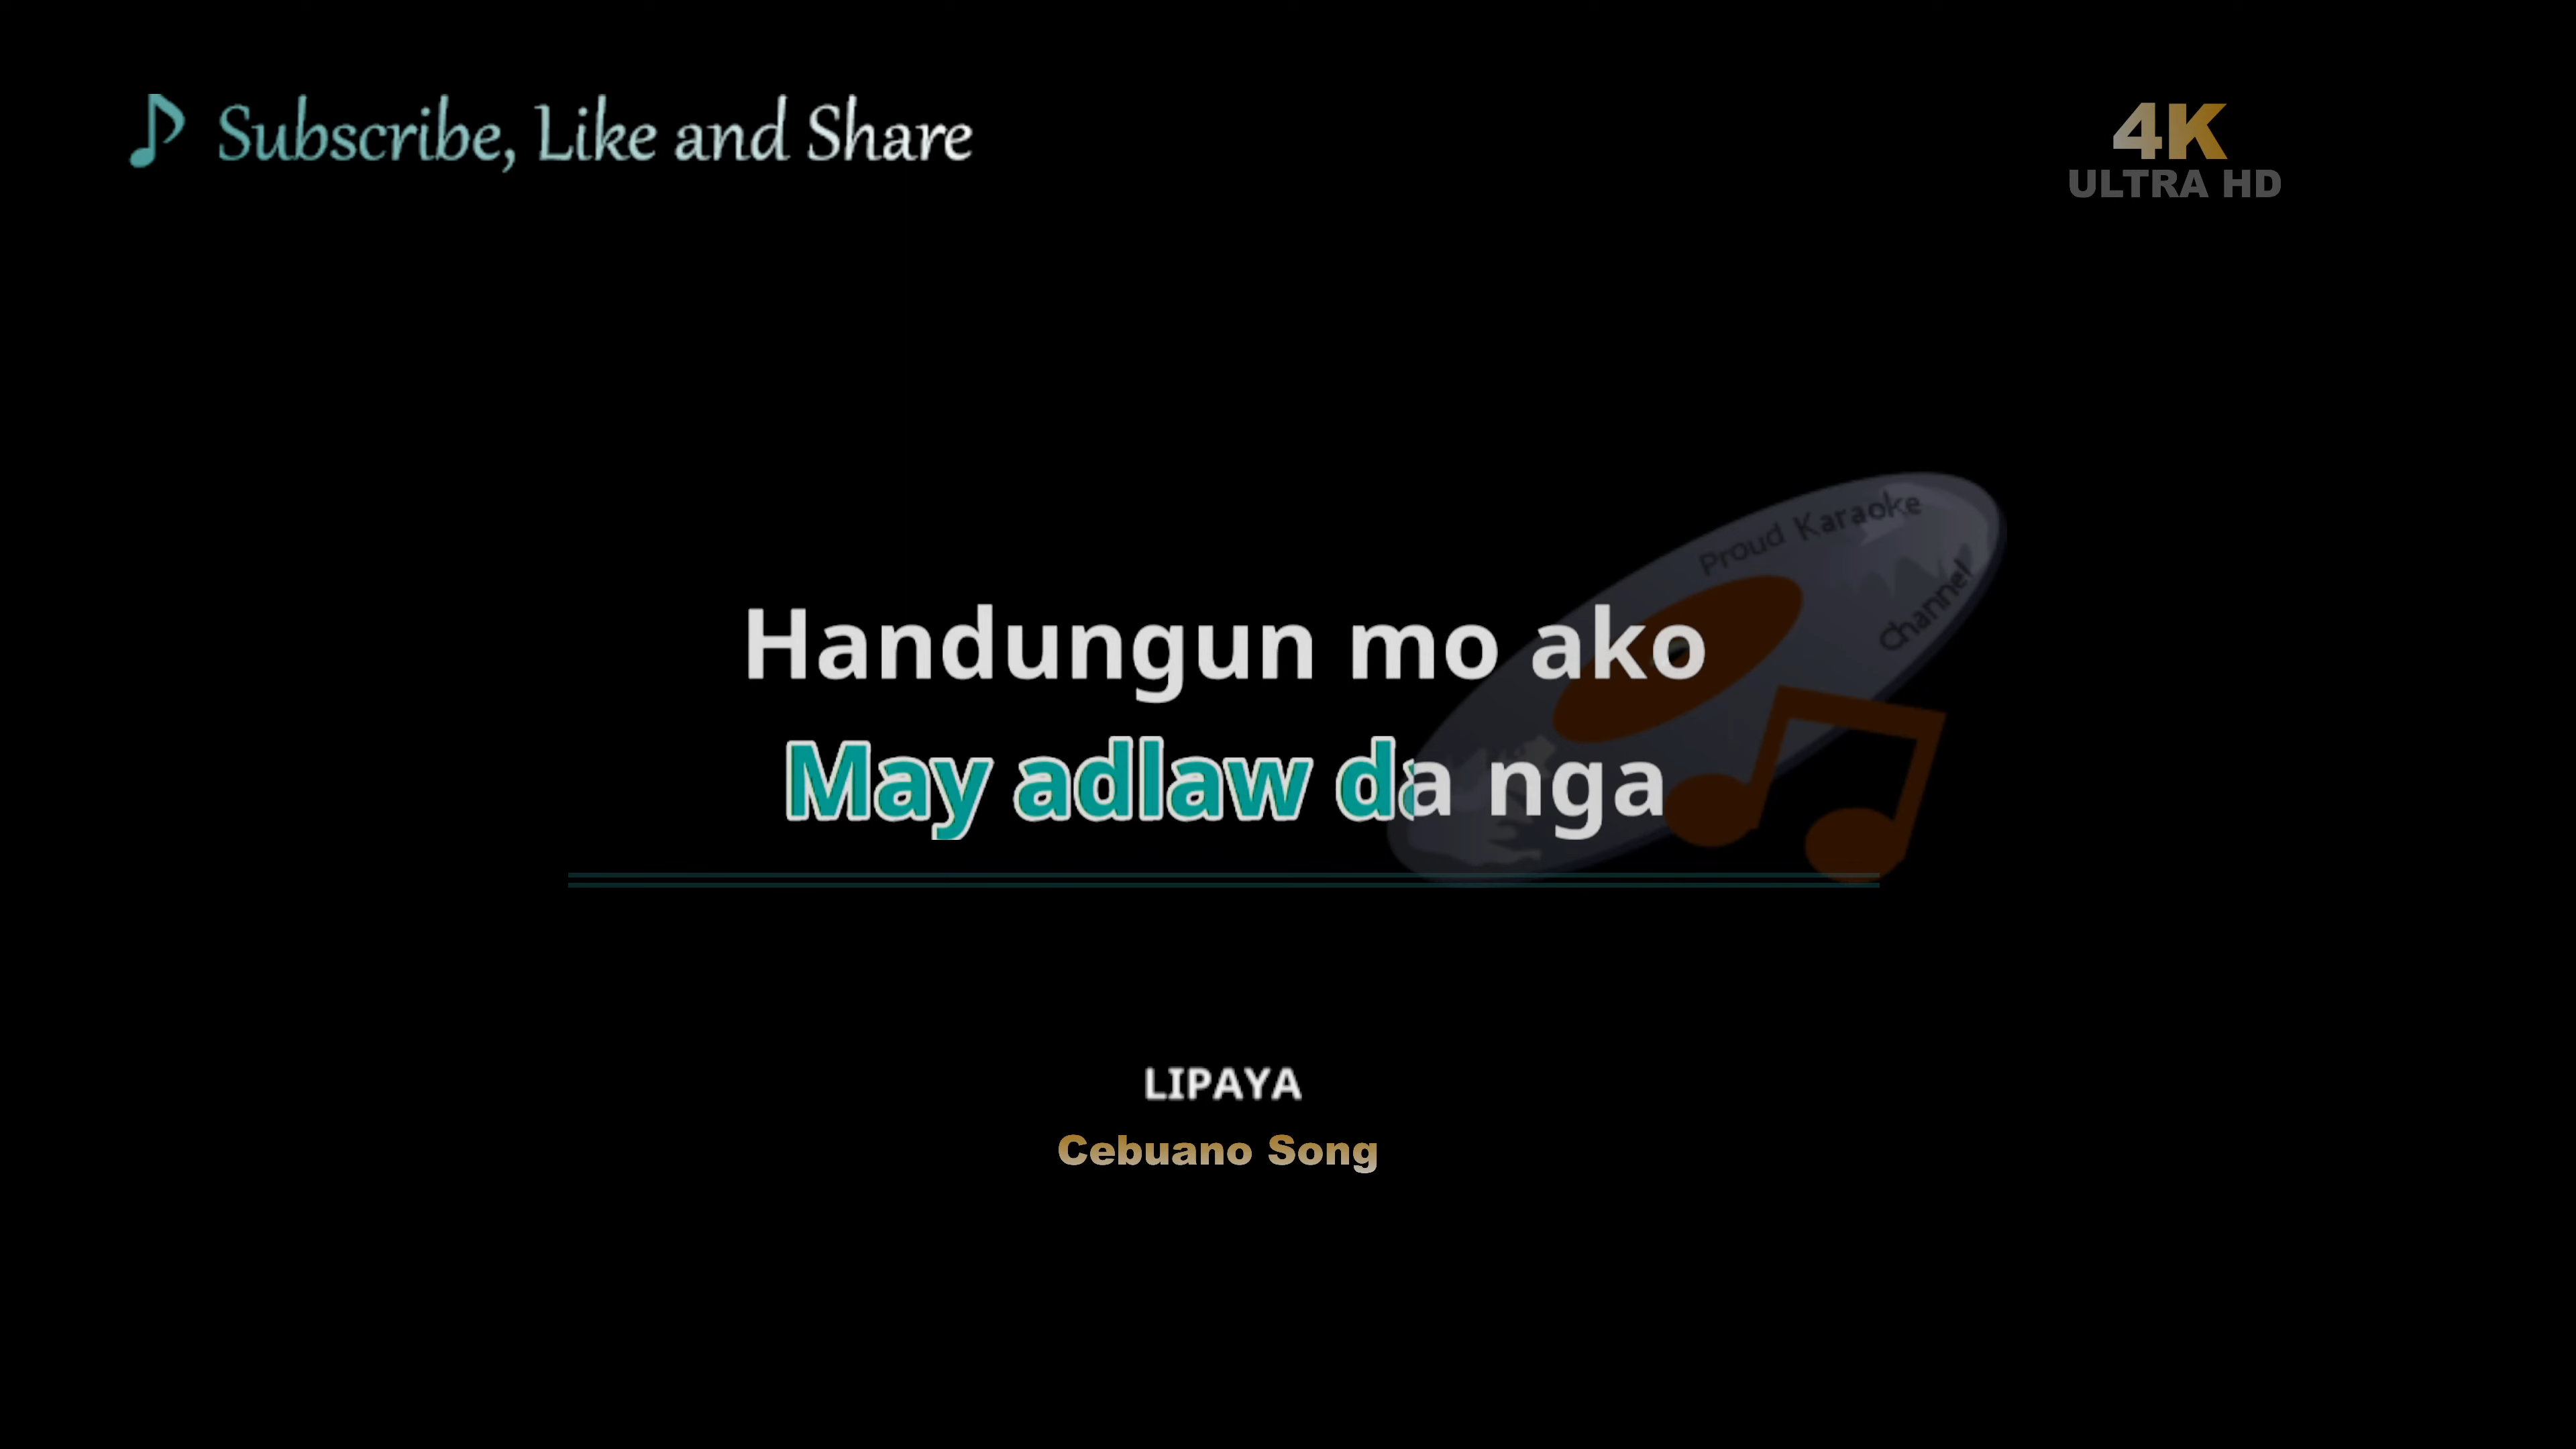 ♪ Subscribe, Like and Share
4K
ULTRA HD
Proud Karaoke
Channel
Handungun mo ako
May adlaw da nga
LIPAYA
Cebuano Song